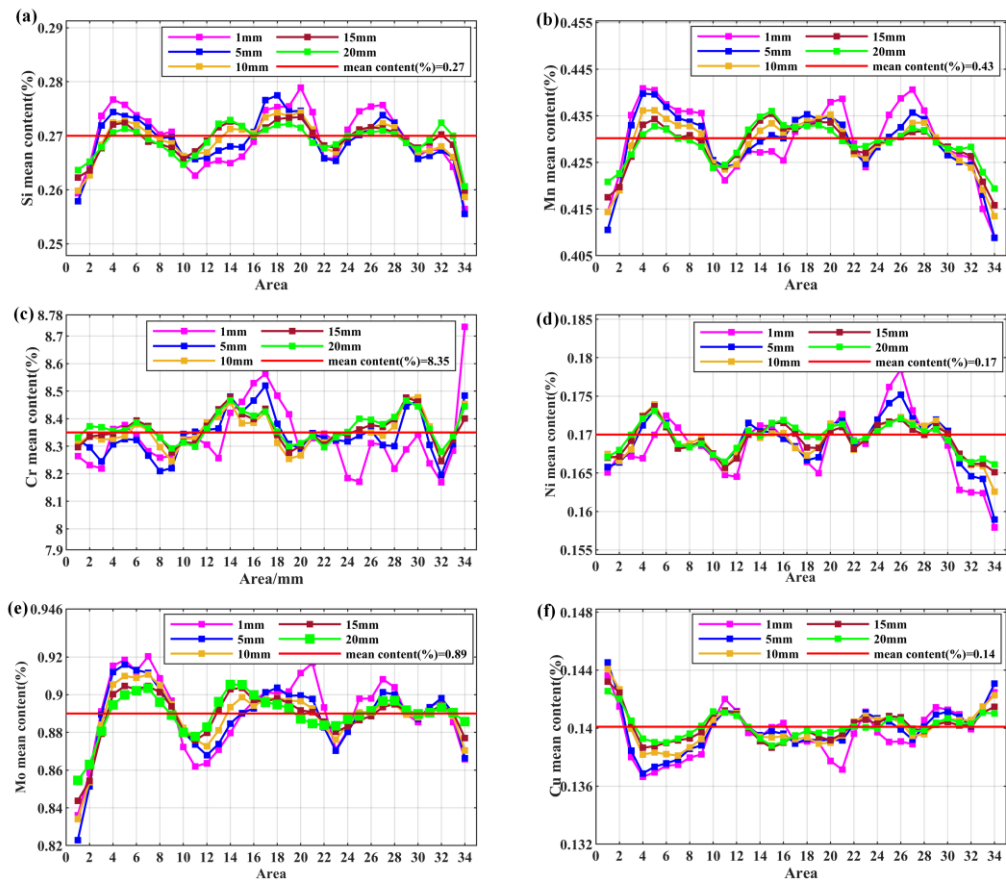 (a)
0.29
0.28
0.27
0.26
0.25
Si mean content(%)
1mm 15mm
5mm 20mm
10mm mean content(%)=0.27
0 2 4 6 8 10 12 14 16 18 20 22 24 26 28 30 32 34
Area
(b)
0.455
0.445
0.435
0.425
0.415
0.405
Mn mean content(%)
1mm 15mm
5mm 20mm
10mm mean content(%)=0.43
0 2 4 6 8 10 12 14 16 18 20 22 24 26 28 30 32 34
Area
(c)
8.78
8.7
8.6
8.5
8.4
8.3
8.2
8.1
8
7.9
Cr mean content(%)
1mm 15mm
5mm 20mm
10mm mean content(%)=8.35
0 2 4 6 8 10 12 14 16 18 20 22 24 26 28 30 32 34
Area/mm
(d)
0.185
0.18
0.175
0.17
0.165
0.16
0.155
Ni mean content(%)
1mm 15mm
5mm 20mm
10mm mean content(%)=0.17
0 2 4 6 8 10 12 14 16 18 20 22 24 26 28 30 32 34
Area
(e)
0.946
0.92
0.9
0.88
0.86
0.84
0.82
Mo mean content(%)
1mm 15mm
5mm 20mm
10mm mean content(%)=0.89
0 2 4 6 8 10 12 14 16 18 20 22 24 26 28 30 32 34
Area
(f)
0.148
0.144
0.14
0.136
0.132
Cu mean content(%)
1mm 15mm
5mm 20mm
10mm mean content(%)=0.14
0 2 4 6 8 10 12 14 16 18 20 22 24 26 28 30 32 34
Area